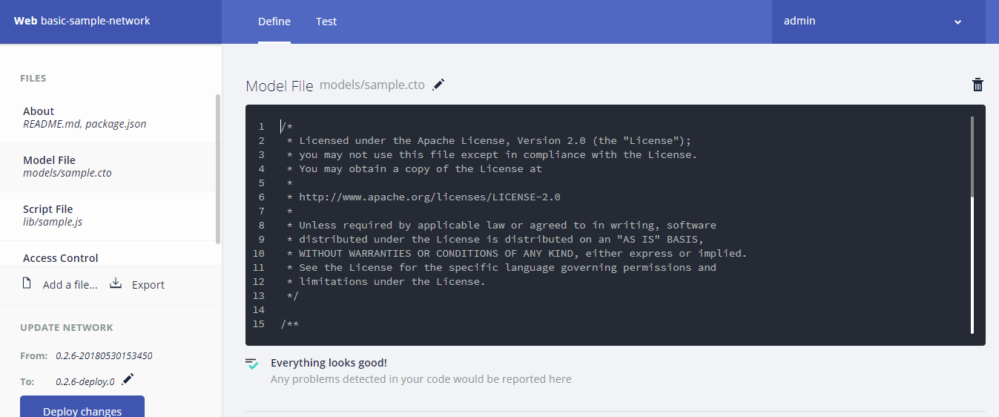 Web basic-sample-network
Define
Test
admin
FILES
About
README.md, package.json
Model File
models/sample.cto
Script File
lib/sample.js
Access Control
Add a file...
Export
UPDATE NETWORK
From: 0.2.6-20180530153450
To: 0.2.6-deploy.0
Deploy changes
Model File models/sample.cto
1 /*
2  * Licensed under the Apache License, Version 2.0 (the "License");
3  * you may not use this file except in compliance with the License.
4  * You may obtain a copy of the License at
5  *
6  * http://www.apache.org/licenses/LICENSE-2.0
7  *
8  * Unless required by applicable law or agreed to in writing, software
9  * distributed under the License is distributed on an "AS IS" BASIS,
10  * WITHOUT WARRANTIES OR CONDITIONS OF ANY KIND, either express or implied.
11  * See the License for the specific language governing permissions and
12  * limitations under the License.
13  */
14
15 /**
Everything looks good!
Any problems detected in your code would be reported here